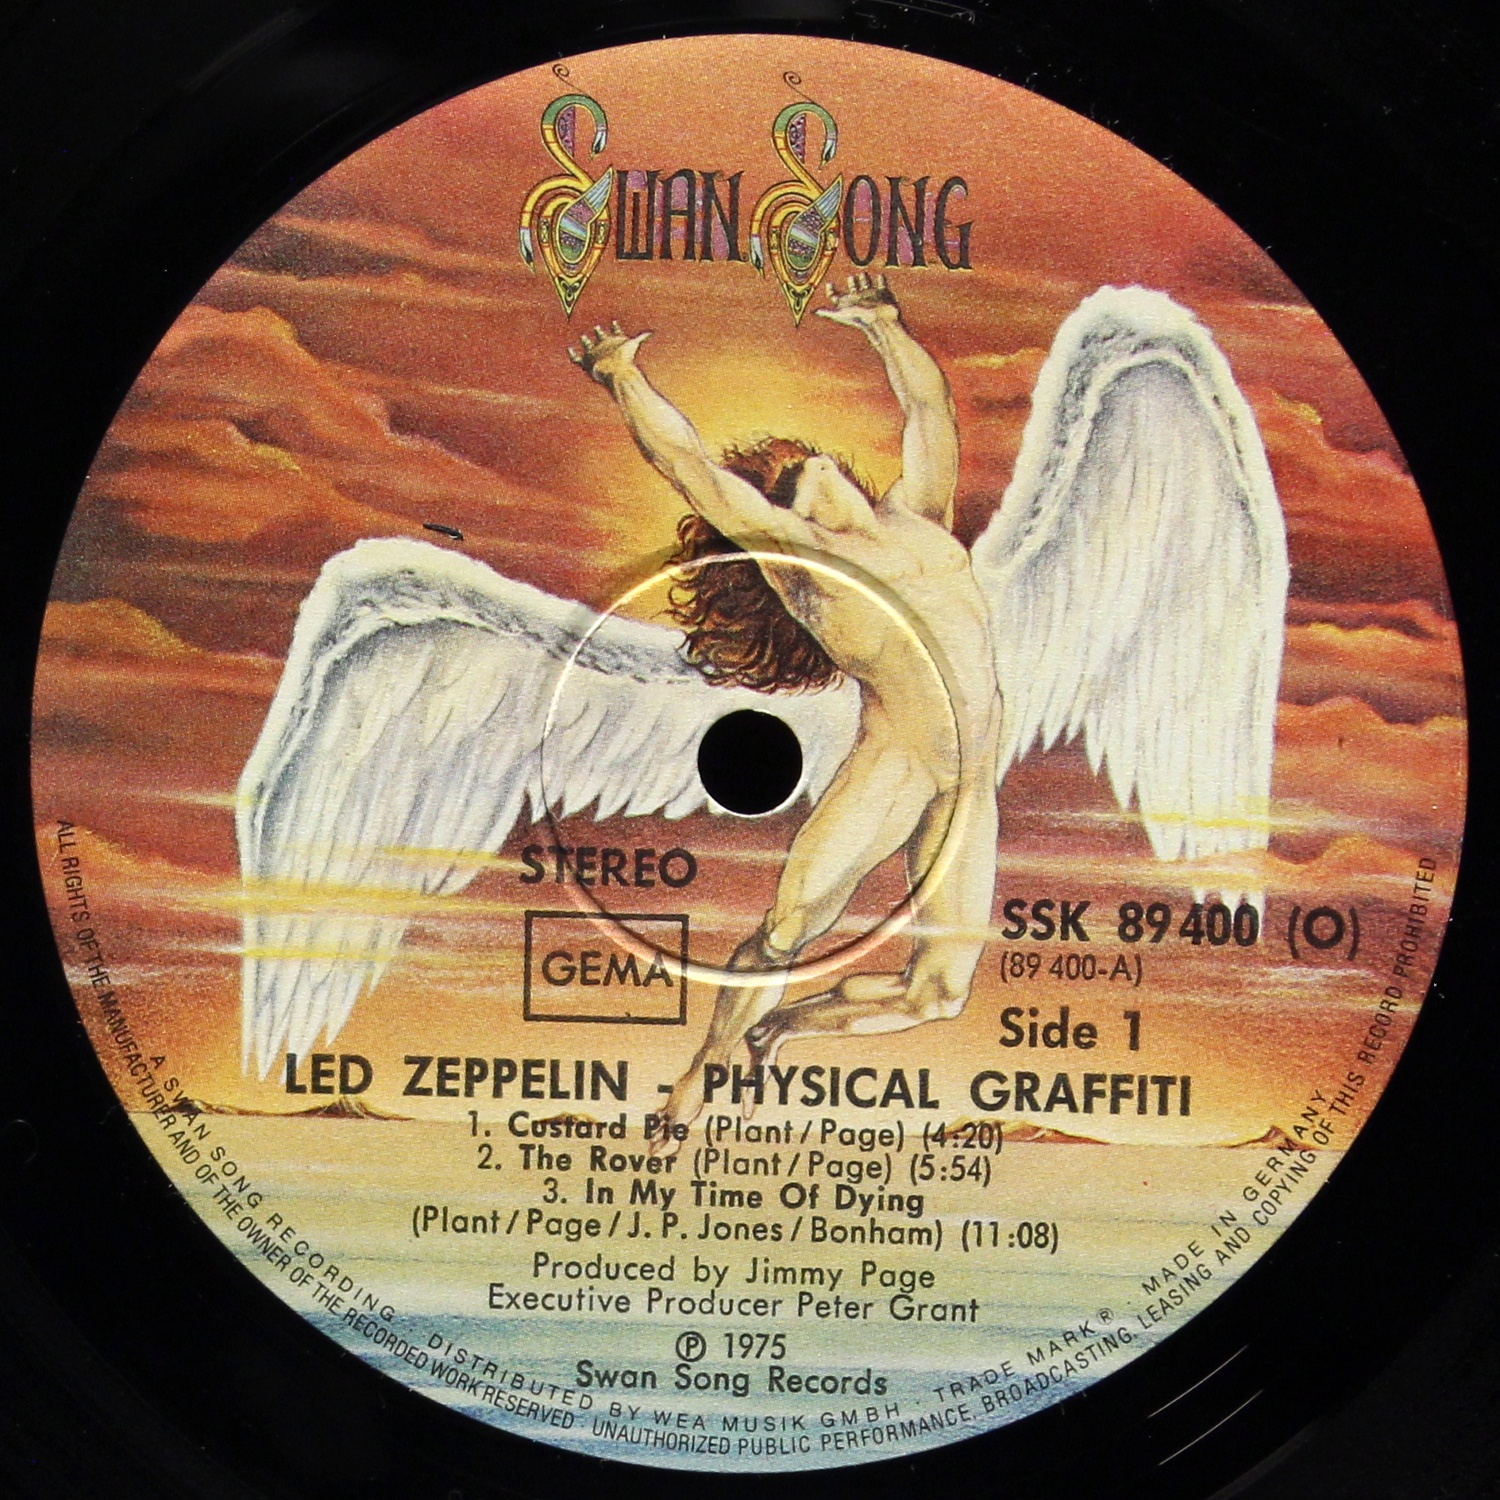 SWAN SONG
STEREO
GEMA
SSK 89 400 (O)
(89 400-A)
Side 1
LED ZEPPELIN - PHYSICAL GRAFFITI
1. Custard Pie (Plant/Page) (4:20)
2. The Rover (Plant/Page) (5:54)
3. In My Time Of Dying
(Plant/Page/J. P. Jones/Bonham) (11:08)
Produced by Jimmy Page
Executive Producer Peter Grant
℗ 1975
Swan Song Records
A SWAN SONG RECORDING · DISTRIBUTED BY WEA MUSIK GMBH · TRADE MARK® · MADE IN GERMANY
ALL RIGHTS OF THE MANUFACTURER AND OF THE OWNER OF THE RECORDED WORK RESERVED · UNAUTHORIZED PUBLIC PERFORMANCE, BROADCASTING, LEASING AND COPYING OF THIS RECORD PROHIBITED